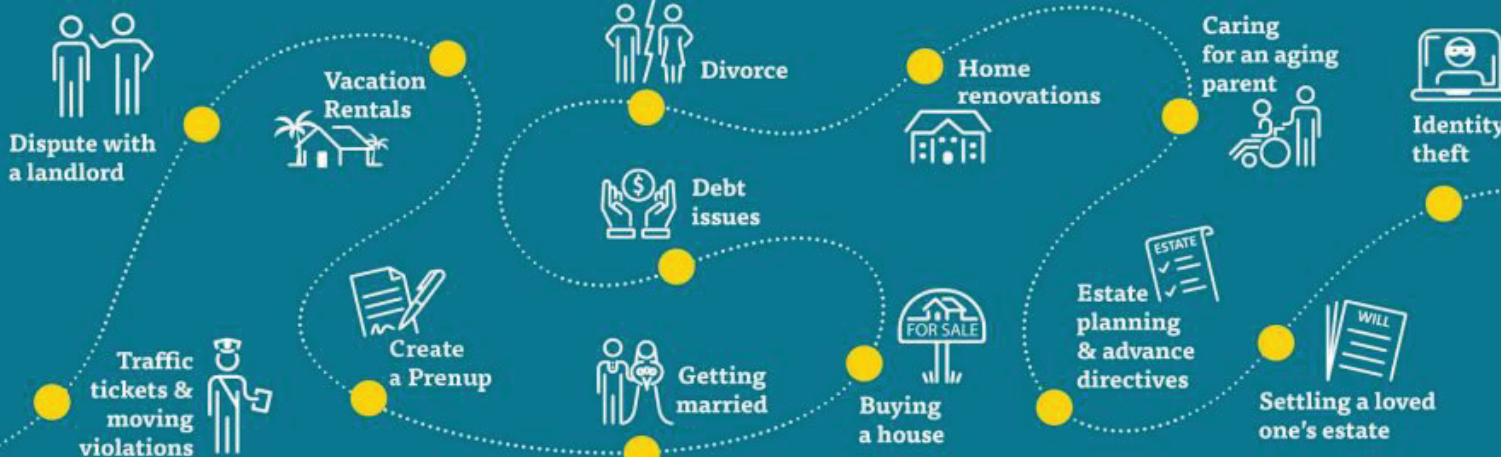 Dispute with
a landlord
Traffic
tickets &
moving
violations
Vacation
Rentals
Create
a Prenup
Getting
married
Buying
a house
FOR SALE
Debt
issues
Divorce
Home
renovations
Caring
for an aging
parent
Estate
planning
& advance
directives
ESTATE
Settling a loved
one's estate
WILL
Identity
theft
$